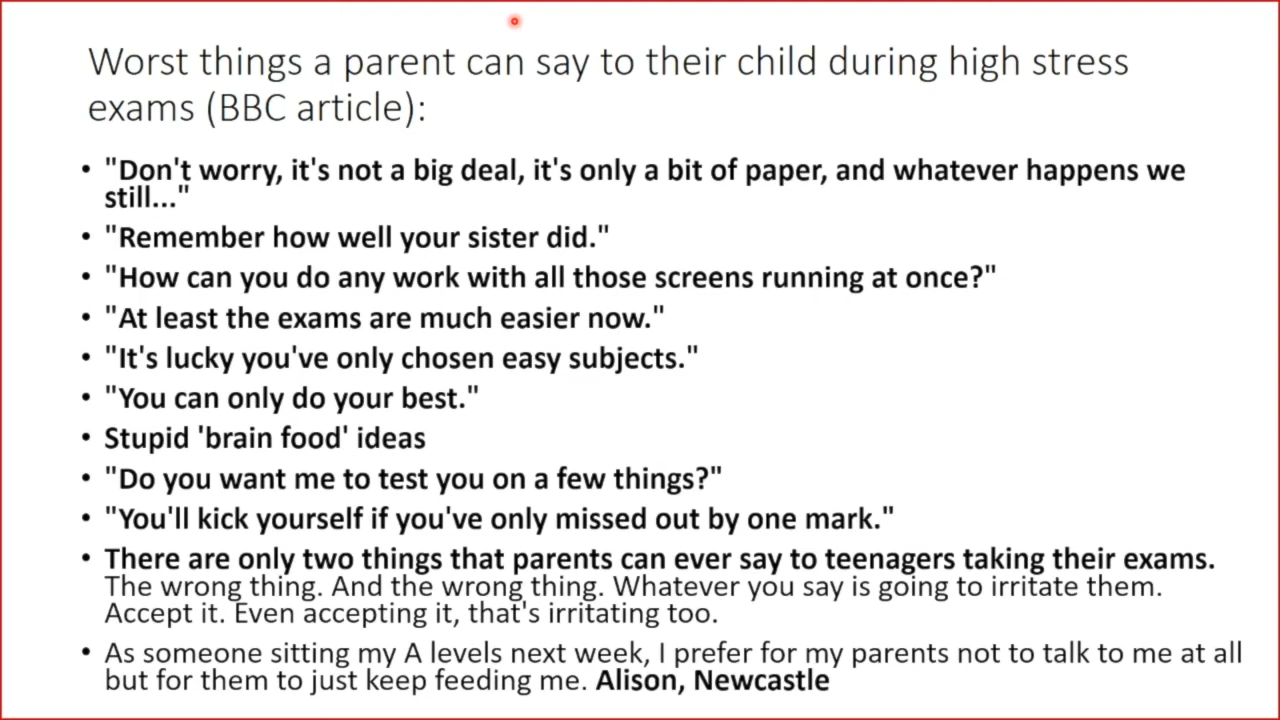 Worst things a parent can say to their child during high stress
exams (BBC article):
• "Don't worry, it's not a big deal, it's only a bit of paper, and whatever happens we
still..."
• "Remember how well your sister did."
• "How can you do any work with all those screens running at once?"
• "At least the exams are much easier now."
• "It's lucky you've only chosen easy subjects."
• "You can only do your best."
• Stupid 'brain food' ideas
• "Do you want me to test you on a few things?"
• "You'll kick yourself if you've only missed out by one mark."
• There are only two things that parents can ever say to teenagers taking their exams.
The wrong thing. And the wrong thing. Whatever you say is going to irritate them.
Accept it. Even accepting it, that's irritating too.
• As someone sitting my A levels next week, I prefer for my parents not to talk to me at all
but for them to just keep feeding me. Alison, Newcastle